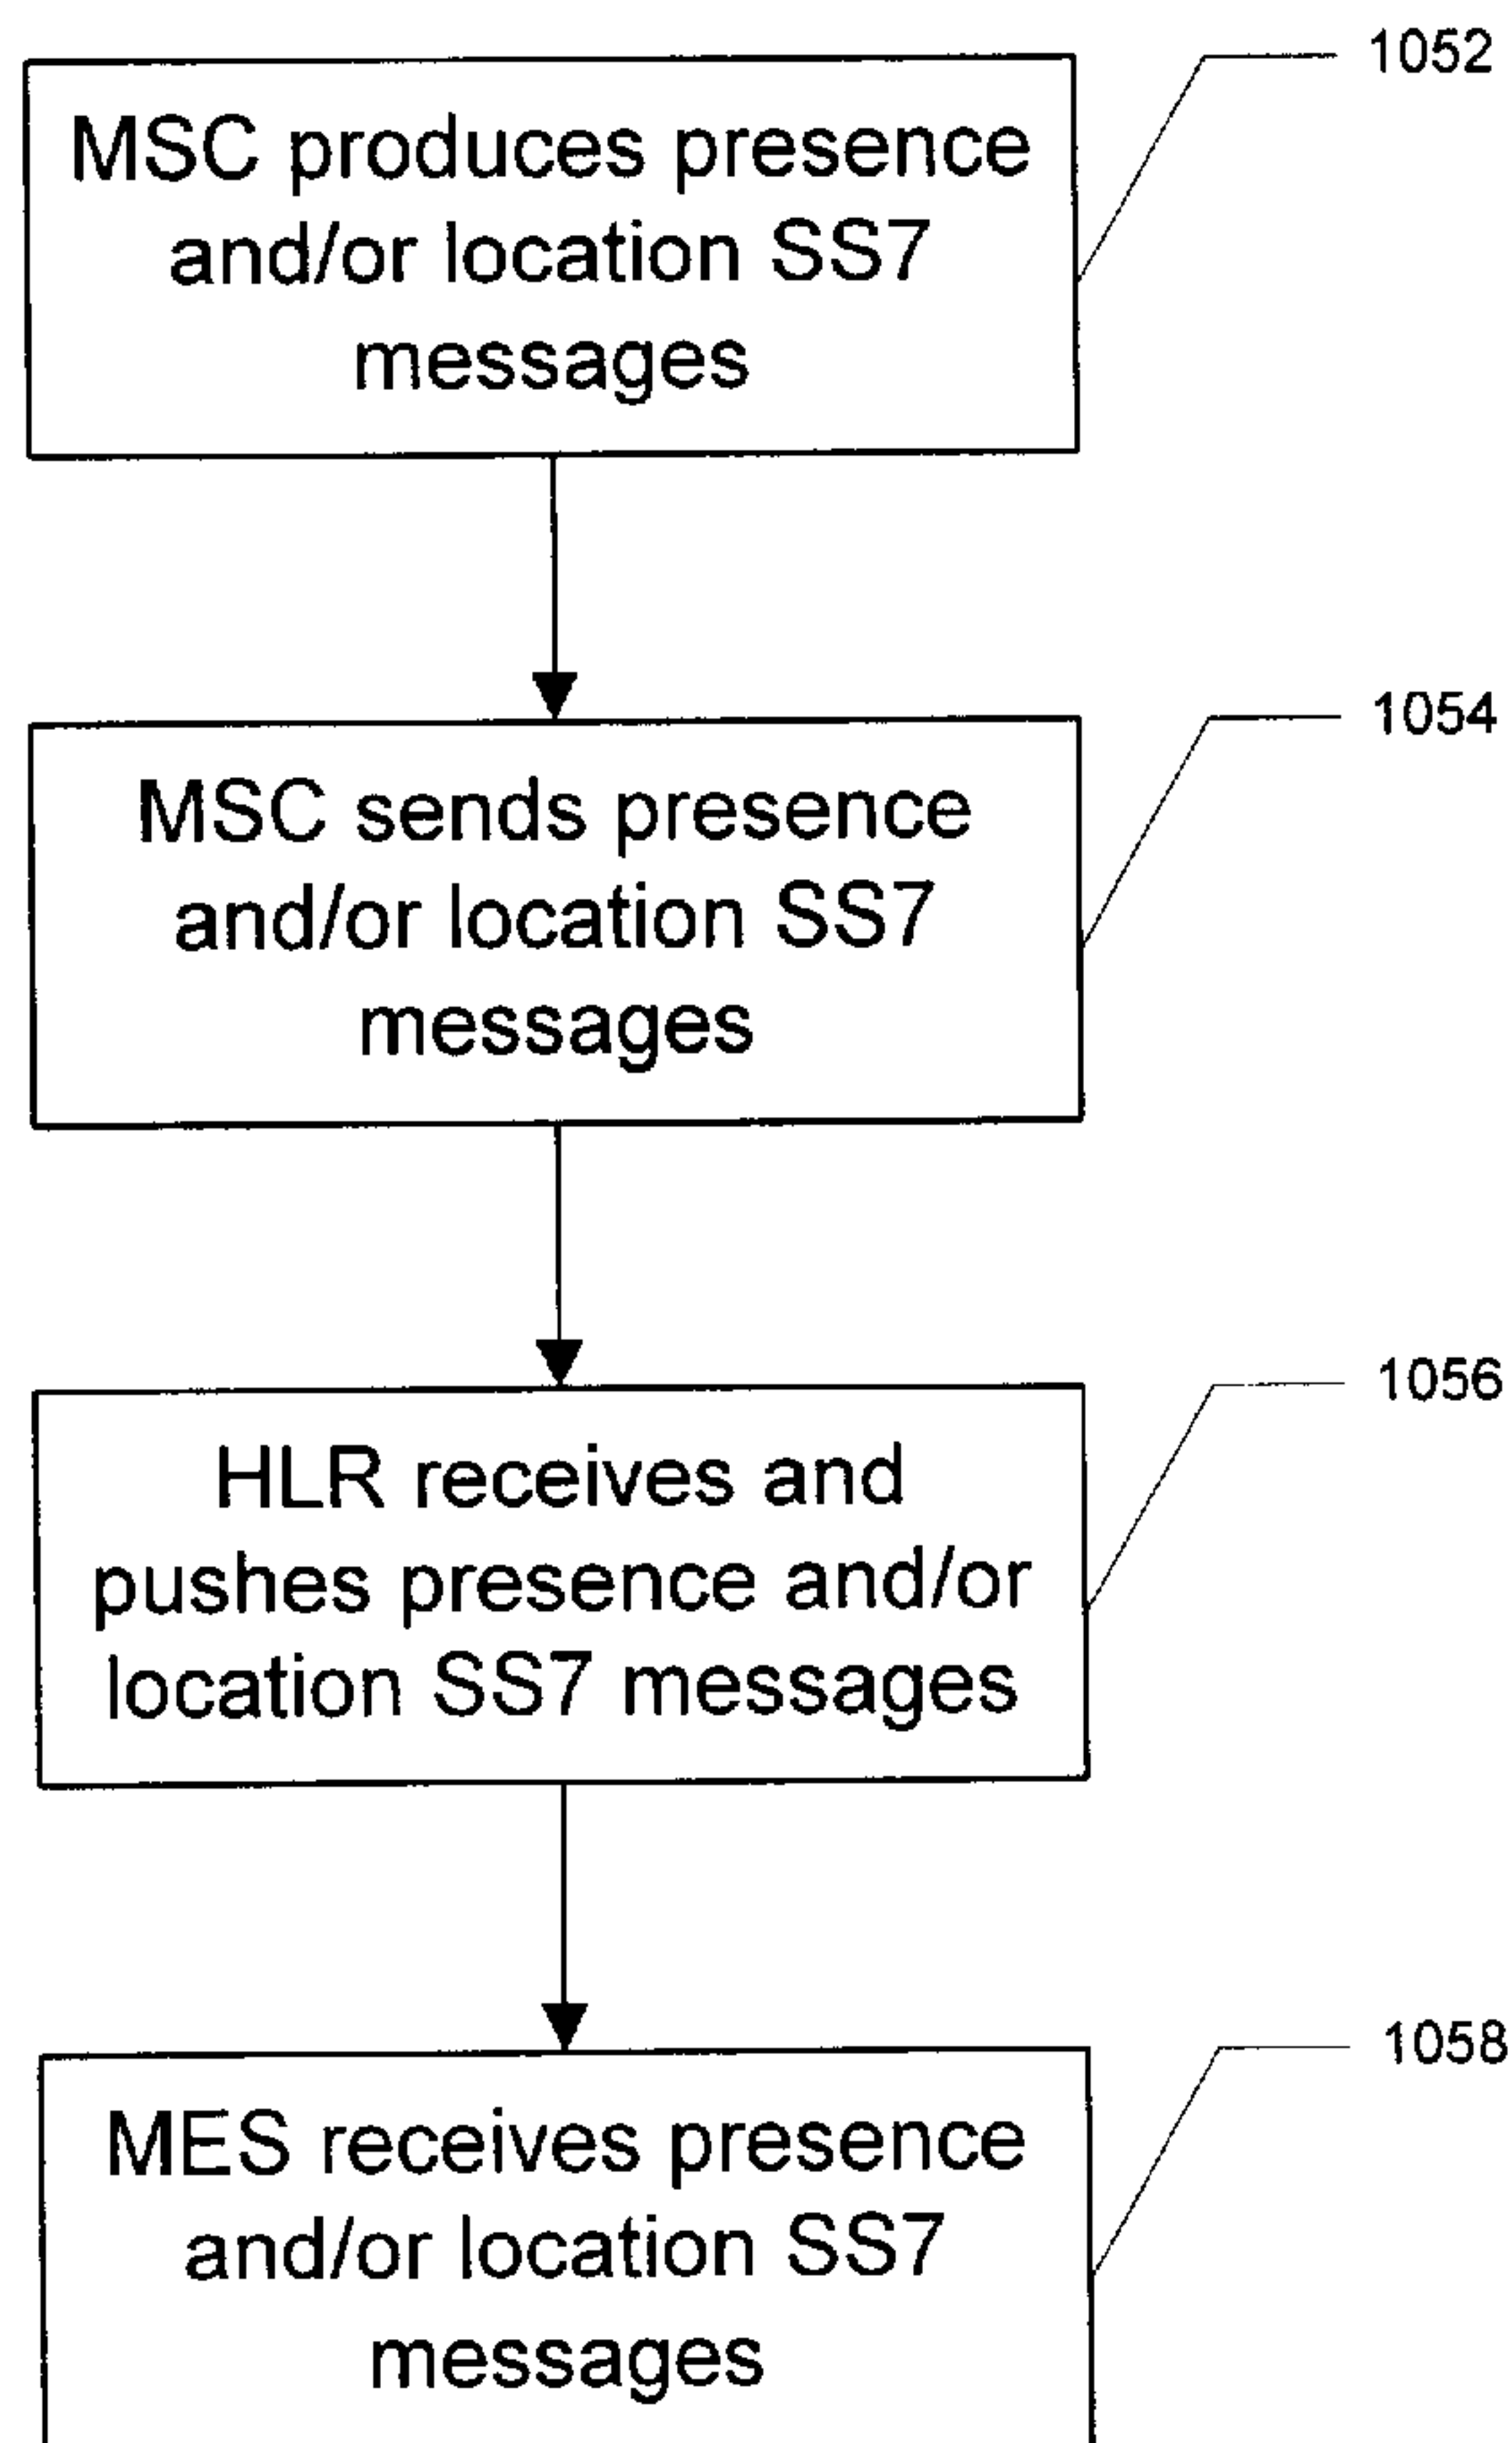 1052
MSC produces presence
and/or location SS7
messages
1054
MSC sends presence
and/or location SS7
messages
1056
HLR receives and
pushes presence and/or
location SS7 messages
1058
MES receives presence
and/or location SS7
messages